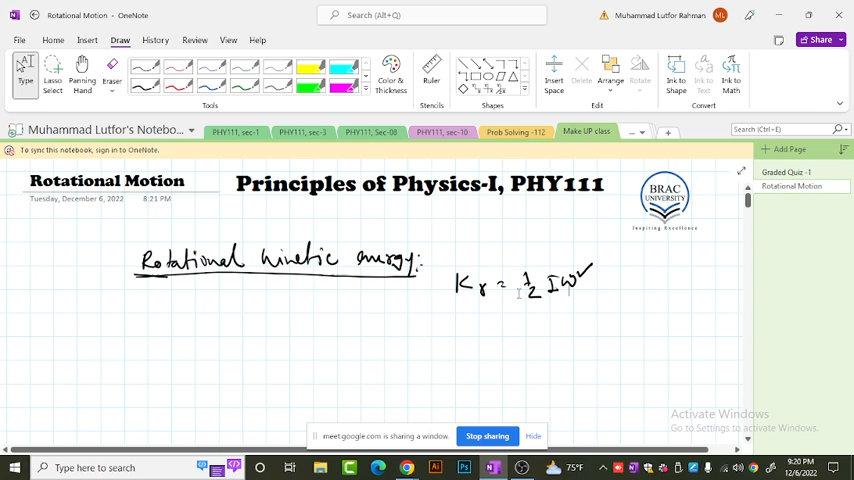 Rotational Motion - OneNote
Search (Alt+Q)
Muhammad Lutfor Rahman
ML
File Home Insert Draw History Review View Help
Share
Type
Lasso Select
Panning Hand
Eraser
Color & Thickness
Ruler
Insert Space
Delete
Arrange
Rotate
Ink to Shape
Ink to Text
Ink to Math
Tools
Stencils
Shapes
Edit
Convert
Muhammad Lutfor's Notebo...
PHY111, sec-1
PHY111, sec-3
PHY111, Sec-08
PHY111, sec-10
Prob Solving -112
Make UP class
Search (Ctrl+E)
To sync this notebook, sign in to OneNote.
Add Page
Graded Quiz -1
Rotational Motion
Rotational Motion
Tuesday, December 6, 2022 8:21 PM
Principles of Physics-I, PHY111
BRAC
UNIVERSITY
Inspiring Excellence
Rotational kinetic energy:
Kr = 1/2 Iω²
Activate Windows
Go to Settings to activate Windows.
meet.google.com is sharing a window.
Stop sharing
Hide
Type here to search
75°F
9:20 PM
12/6/2022